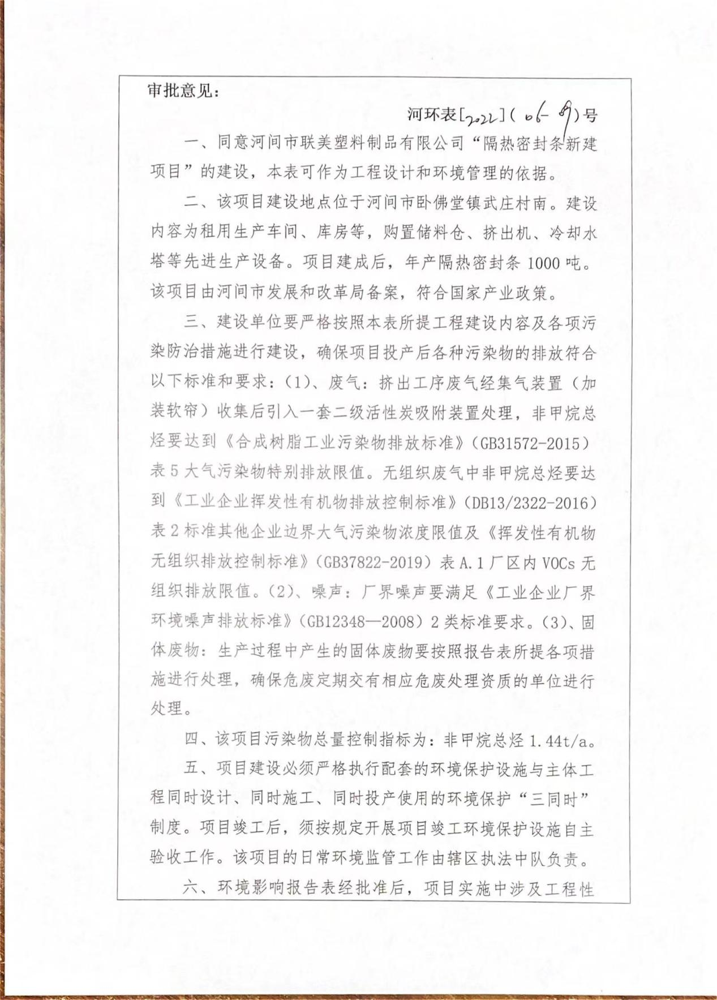 审批意见：
河环表[2022](06-89)号
一、同意河间市联美塑料制品有限公司“隔热密封条新建
项目”的建设，本表可作为工程设计和环境管理的依据。
二、该项目建设地点位于河间市卧佛堂镇武庄村南。建设
内容为租用生产车间、库房等，购置储料仓、挤出机、冷却水
塔等先进生产设备。项目建成后，年产隔热密封条 1000 吨。
该项目由河间市发展和改革局备案，符合国家产业政策。
三、建设单位要严格按照本表所提工程建设内容及各项污
染防治措施进行建设，确保项目投产后各种污染物的排放符合
以下标准和要求：（1）、废气：挤出工序废气经集气装置（加
装软帘）收集后引入一套二级活性炭吸附装置处理，非甲烷总
烃要达到《合成树脂工业污染物排放标准》（GB31572-2015）
表 5 大气污染物特别排放限值。无组织废气中非甲烷总烃要达
到《工业企业挥发性有机物排放控制标准》（DB13/2322-2016）
表 2 标准其他企业边界大气污染物浓度限值及《挥发性有机物
无组织排放控制标准》（GB37822-2019）表 A.1 厂区内 VOCs 无
组织排放限值。（2）、噪声：厂界噪声要满足《工业企业厂界
环境噪声排放标准》（GB12348—2008）2 类标准要求。（3）、固
体废物：生产过程中产生的固体废物要按照报告表所提各项措
施进行处理，确保危废定期交有相应危废处理资质的单位进行
处理。
四、该项目污染物总量控制指标为：非甲烷总烃 1.44t/a。
五、项目建设必须严格执行配套的环境保护设施与主体工
程同时设计、同时施工、同时投产使用的环境保护“三同时”
制度。项目竣工后，须按规定开展项目竣工环境保护设施自主
验收工作。该项目的日常环境监管工作由辖区执法中队负责。
六、环境影响报告表经批准后，项目实施中涉及工程性